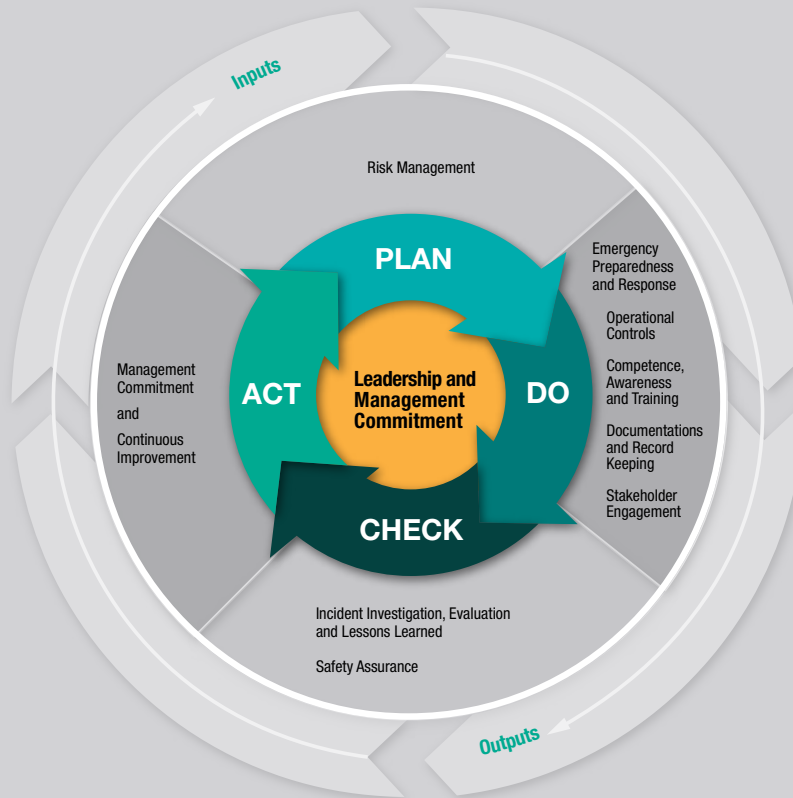 Inputs
Risk Management
PLAN
Emergency
Preparedness
and Response
Operational
Controls
Competence,
Awareness
and Training
Documentations
and Record
Keeping
Stakeholder
Engagement
DO
Leadership and
Management
Commitment
ACT
Management
Commitment
and
Continuous
Improvement
CHECK
Incident Investigation, Evaluation
and Lessons Learned
Safety Assurance
Outputs